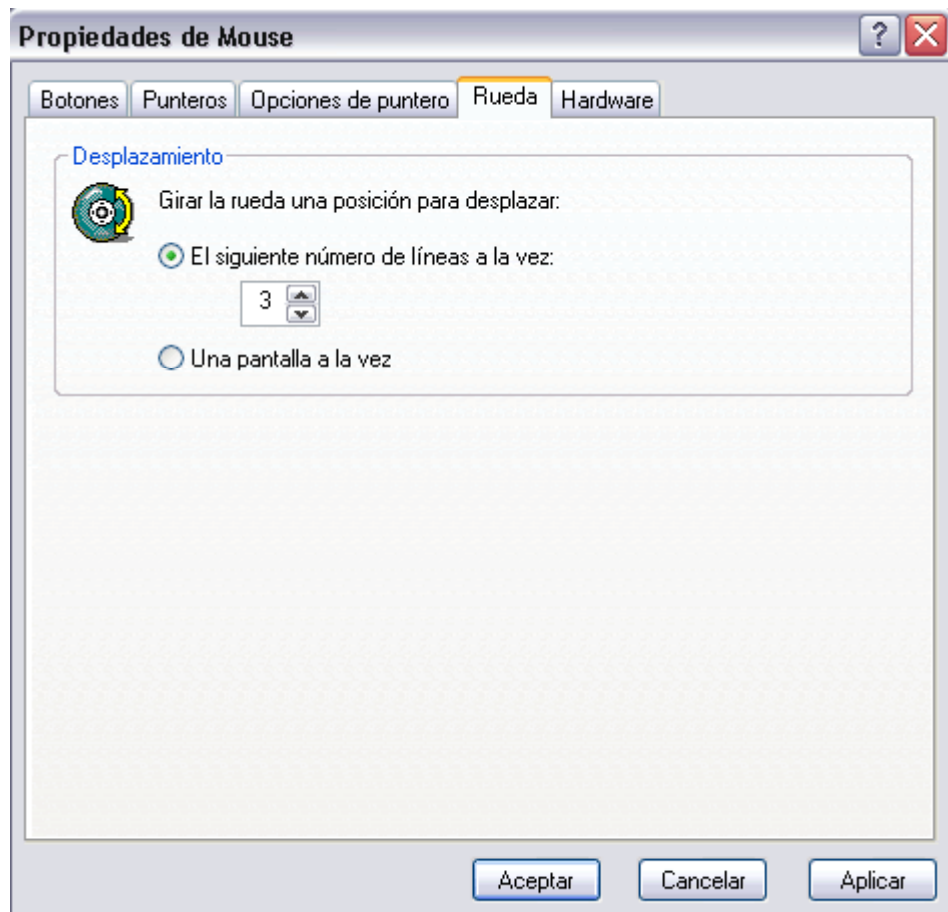 Propiedades de Mouse
?
Botones Punteros Opciones de puntero Rueda Hardware
Desplazamiento
Girar la rueda una posición para desplazar:
El siguiente número de líneas a la vez:
3
Una pantalla a la vez
Aceptar Cancelar Aplicar